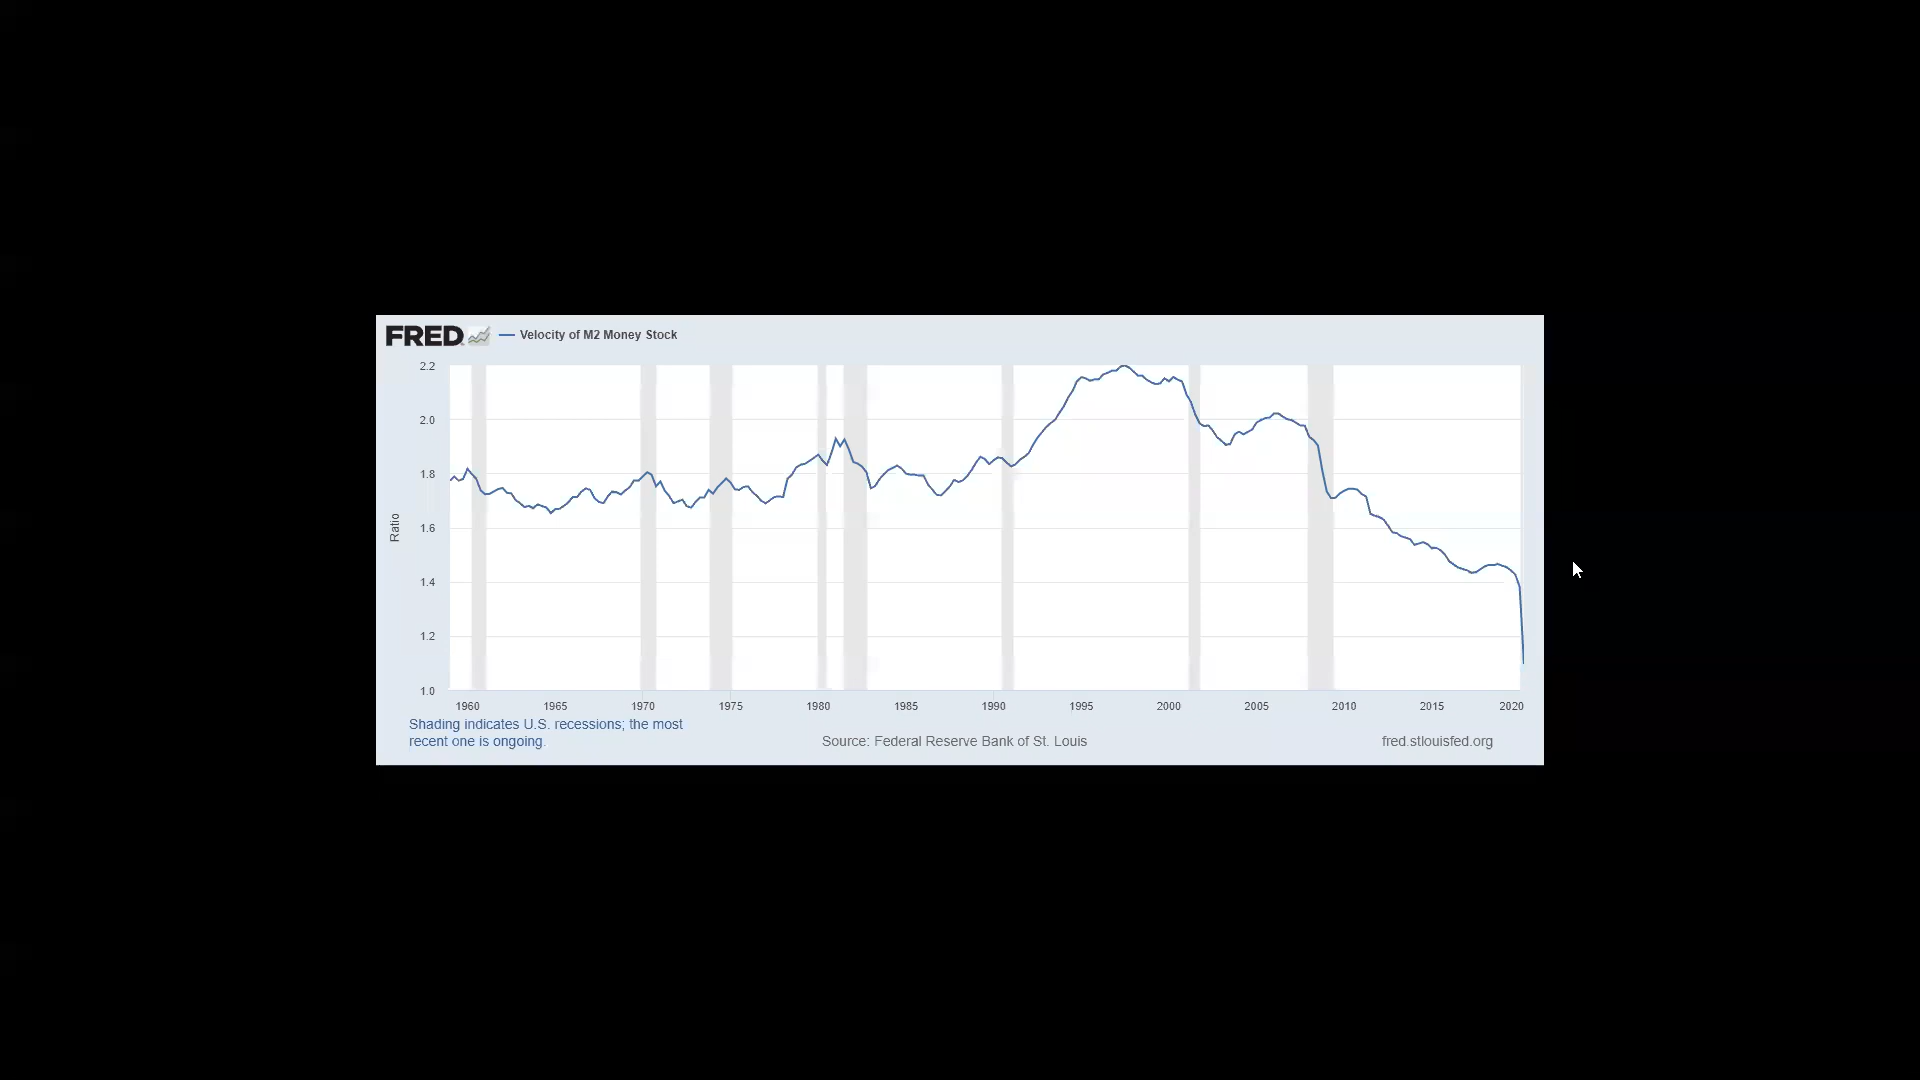 FRED
Velocity of M2 Money Stock
2.2
2.0
1.8
1.6
1.4
1.2
1.0
Ratio
1960 1965 1970 1975 1980 1985 1990 1995 2000 2005 2010 2015 2020
Shading indicates U.S. recessions; the most
recent one is ongoing.
Source: Federal Reserve Bank of St. Louis
fred.stlouisfed.org